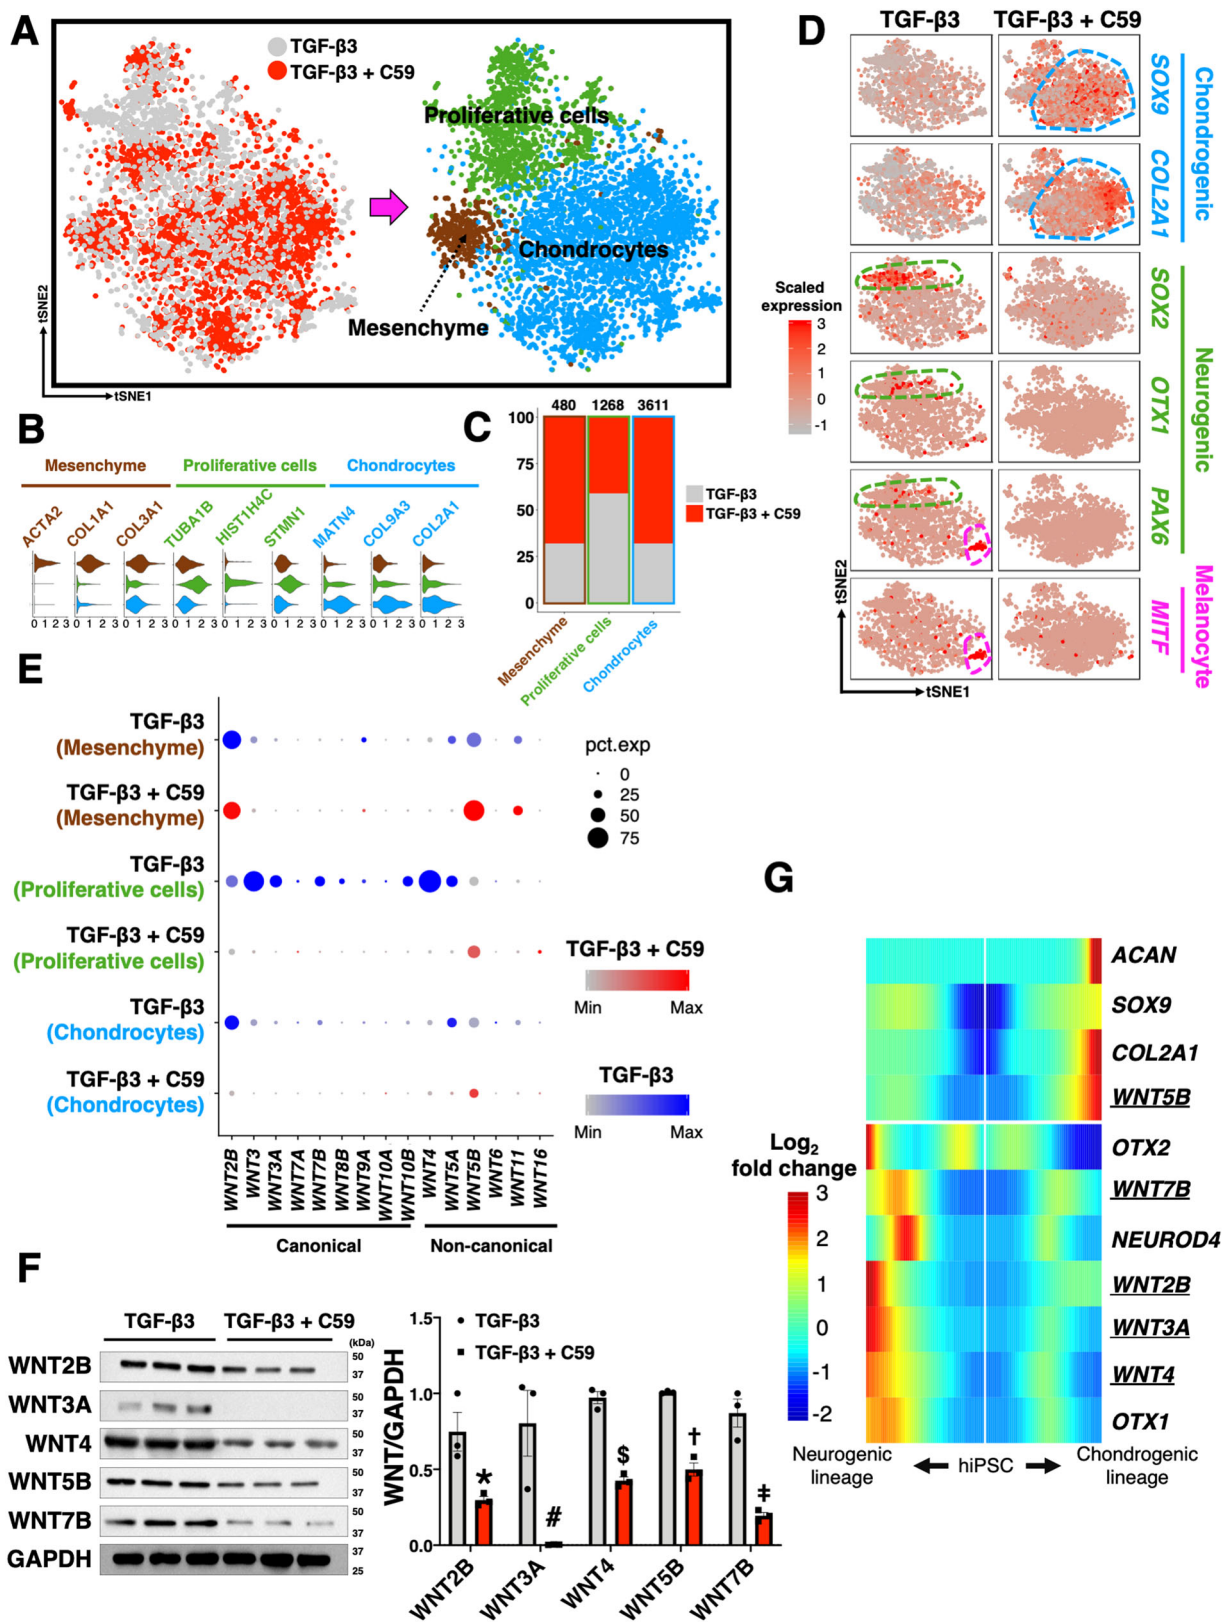 A
TGF-β3
TGF-β3 + C59
Proliferative cells
Chondrocytes
Mesenchyme
tSNE2
tSNE1
B
Mesenchyme
Proliferative cells
Chondrocytes
ACTA2
COL1A1
COL3A1
TUBA1B
HIST1H4C
STMN1
MATN4
COL9A3
COL2A1
0 1 2 3
0 1 2 3
0 1 2 3
0 1 2 3
0 1 2 3
0 1 2 3
0 1 2 3
0 1 2 3
0 1 2 3
C
480 1268 3611
100
75
50
25
0
TGF-β3
TGF-β3 + C59
Mesenchyme
Proliferative cells
Chondrocytes
D
TGF-β3 TGF-β3 + C59
SOX9
COL2A1
Chondrogenic
SOX2
OTX1
PAX6
Neurogenic
MITF
Melanocyte
Scaled
expression
3
2
1
0
-1
tSNE2
tSNE1
E
TGF-β3
(Mesenchyme)
TGF-β3 + C59
(Mesenchyme)
TGF-β3
(Proliferative cells)
TGF-β3 + C59
(Proliferative cells)
TGF-β3
(Chondrocytes)
TGF-β3 + C59
(Chondrocytes)
pct.exp
0
25
50
75
TGF-β3 + C59
Min Max
TGF-β3
Min Max
WNT2B
WNT3
WNT3A
WNT7A
WNT7B
WNT8B
WNT9A
WNT10A
WNT10B
WNT4
WNT5A
WNT5B
WNT6
WNT11
WNT16
Canonical
Non-canonical
F
TGF-β3 TGF-β3 + C59
(kDa)
WNT2B
50
37
WNT3A
50
37
WNT4
50
37
WNT5B
50
37
WNT7B
50
37
GAPDH
37
25
WNT/GAPDH
1.5
1.0
0.5
0.0
TGF-β3
TGF-β3 + C59
*
#
$
†
‡
WNT2B
WNT3A
WNT4
WNT5B
WNT7B
G
ACAN
SOX9
COL2A1
WNT5B
OTX2
WNT7B
NEUROD4
WNT2B
WNT3A
WNT4
OTX1
Log2
fold change
3
2
1
0
-1
-2
Neurogenic
lineage
hiPSC
Chondrogenic
lineage